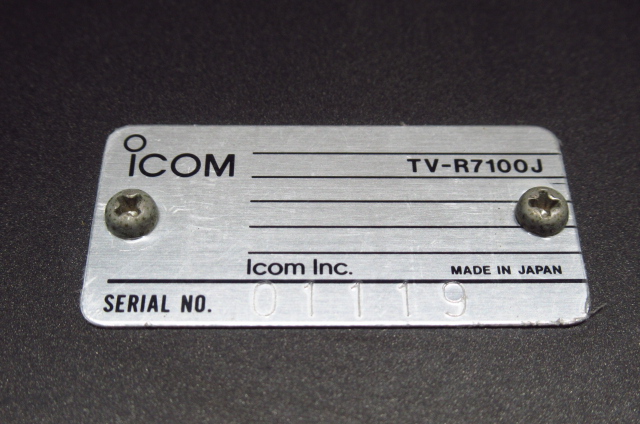 ICOM
TV-R7100J
Icom Inc.
MADE IN JAPAN
SERIAL NO. 01119